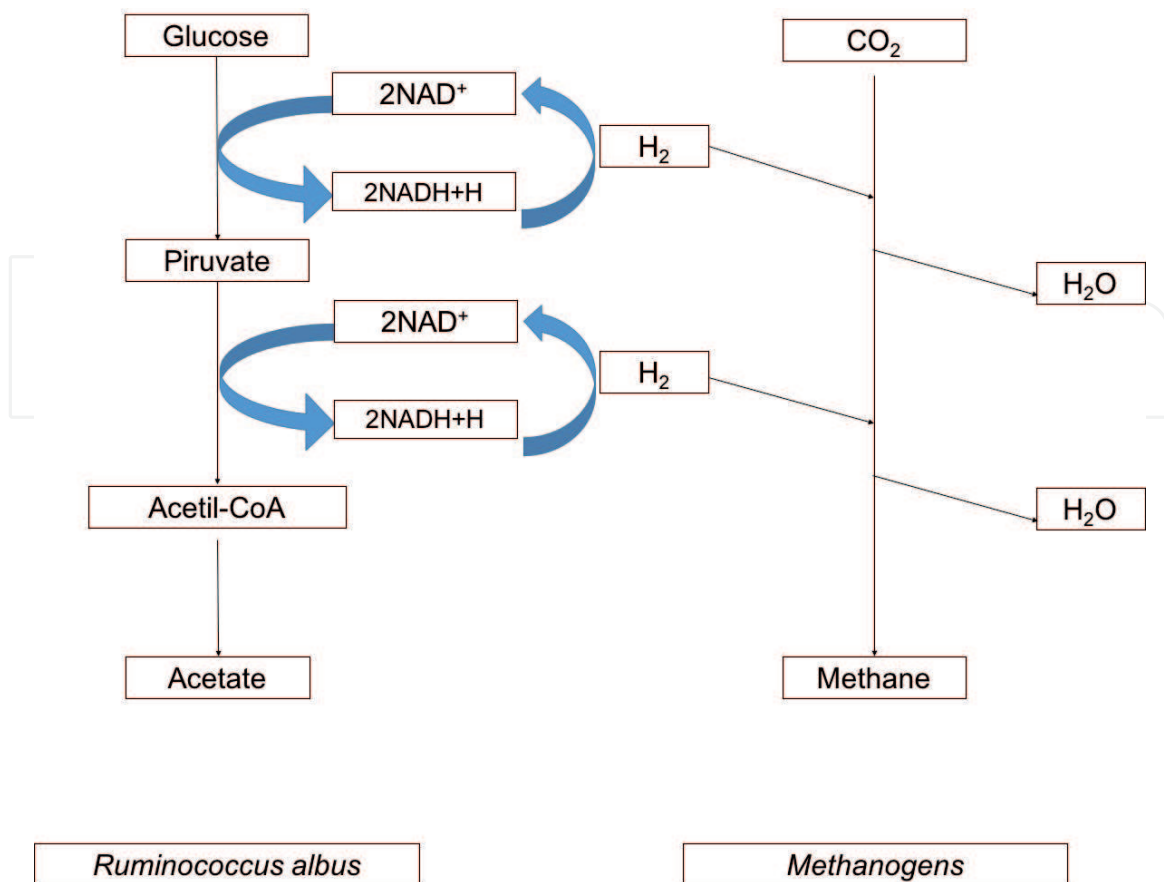 Glucose
CO₂
2NAD⁺
H₂
2NADH+H
Piruvate
H₂O
2NAD⁺
H₂
2NADH+H
Acetil-CoA
H₂O
Acetate
Methane
Ruminococcus albus
Methanogens